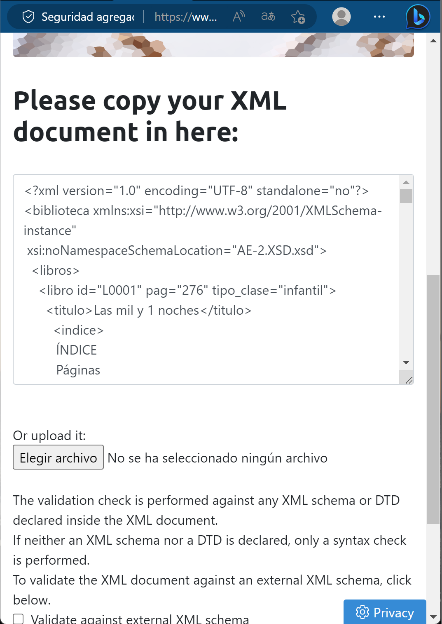 Seguridad agregad
https://www...
Please copy your XML
document in here:
<?xml version="1.0" encoding="UTF-8" standalone="no"?>
<biblioteca xmlns:xsi="http://www.w3.org/2001/XMLSchema-
instance"
xsi:noNamespaceSchemaLocation="AE-2.XSD.xsd">
<libros>
<libro id="L0001" pag="276" tipo_clase="infantil">
<titulo>Las mil y 1 noches</titulo>
<indice>
ÍNDICE
Páginas
Or upload it:
Elegir archivo No se ha seleccionado ningún archivo
The validation check is performed against any XML schema or DTD
declared inside the XML document.
If neither an XML schema nor a DTD is declared, only a syntax check
is performed.
To validate the XML document against an external XML schema, click
below.
Validate against external XML schema
Privacy